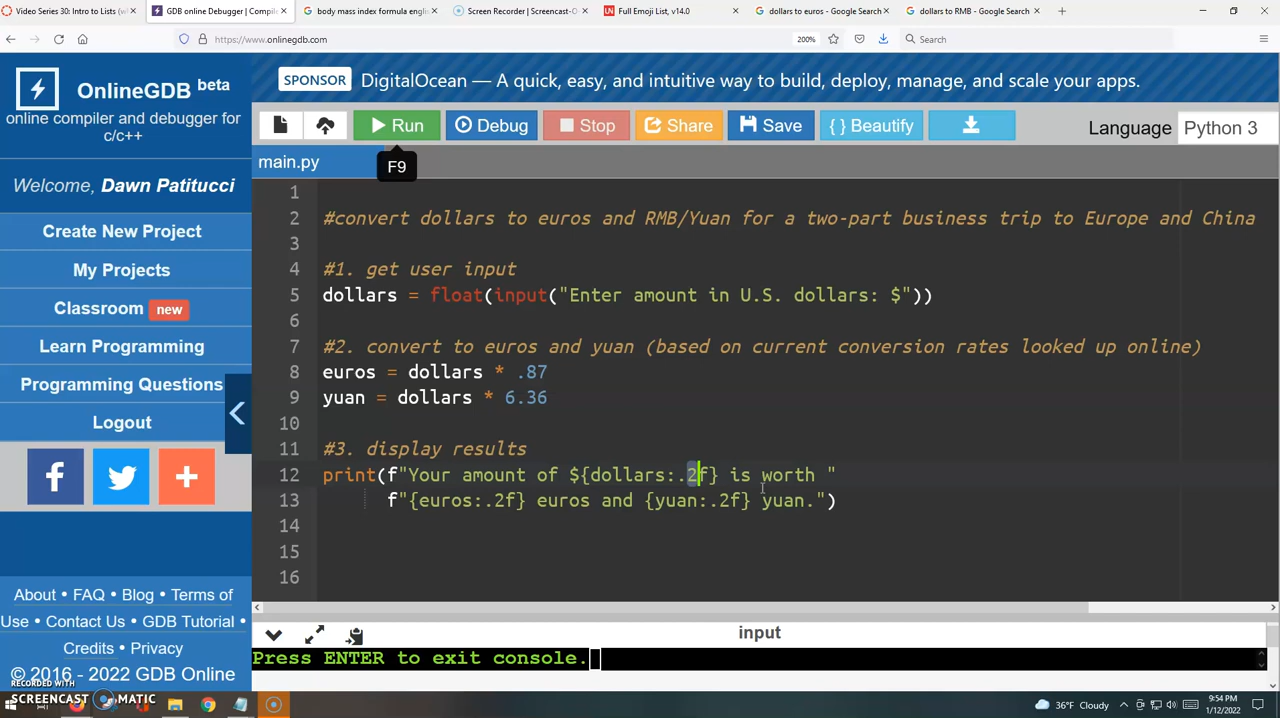 Video Series 30: Intro to Lists (w
GDB online Debugger | Compile
body mass index formula engli
Screen Recorder | Screencast-O
Full Emoji List, v14.0
dollars to euros - Google Search
dollars to RMB - Google Search
https://www.onlinegdb.com
200%
Search
OnlineGDB beta
online compiler and debugger for
c/c++
SPONSOR DigitalOcean — A quick, easy, and intuitive way to build, deploy, manage, and scale your apps.
Run Debug Stop Share Save { } Beautify
Language Python 3
main.py
F9
Welcome, Dawn Patitucci
Create New Project
My Projects
Classroom new
Learn Programming
Programming Questions
Logout
1
2 #convert dollars to euros and RMB/Yuan for a two-part business trip to Europe and China
3
4 #1. get user input
5 dollars = float(input("Enter amount in U.S. dollars: $"))
6
7 #2. convert to euros and yuan (based on current conversion rates looked up online)
8 euros = dollars * .87
9 yuan = dollars * 6.36
10
11 #3. display results
12 print(f"Your amount of ${dollars:.2f} is worth "
13 f"{euros:.2f} euros and {yuan:.2f} yuan.")
14
15
16
About • FAQ • Blog • Terms of
Use • Contact Us • GDB Tutorial •
Credits • Privacy
© 2016 - 2022 GDB Online
input
Press ENTER to exit console.
RECORDED WITH
SCREENCAST MATIC
36°F Cloudy
9:54 PM
1/12/2022